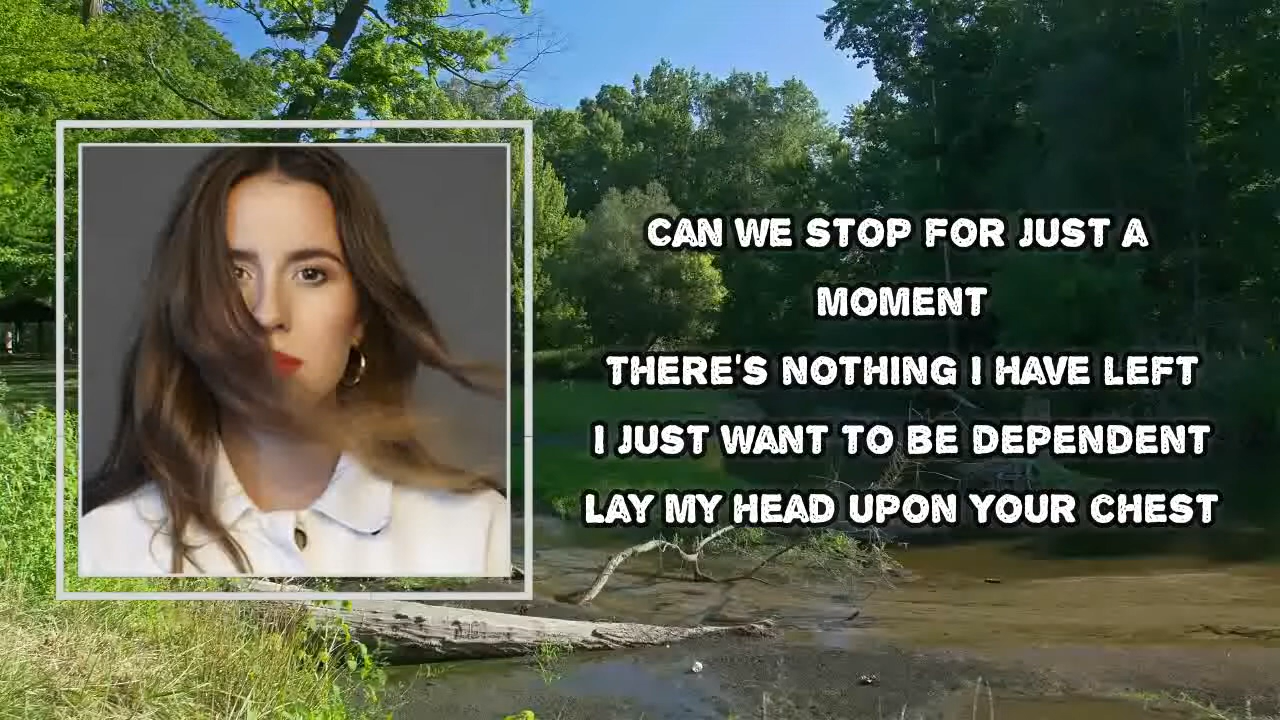 CAN WE STOP FOR JUST A
MOMENT
THERE'S NOTHING I HAVE LEFT
I JUST WANT TO BE DEPENDENT
LAY MY HEAD UPON YOUR CHEST